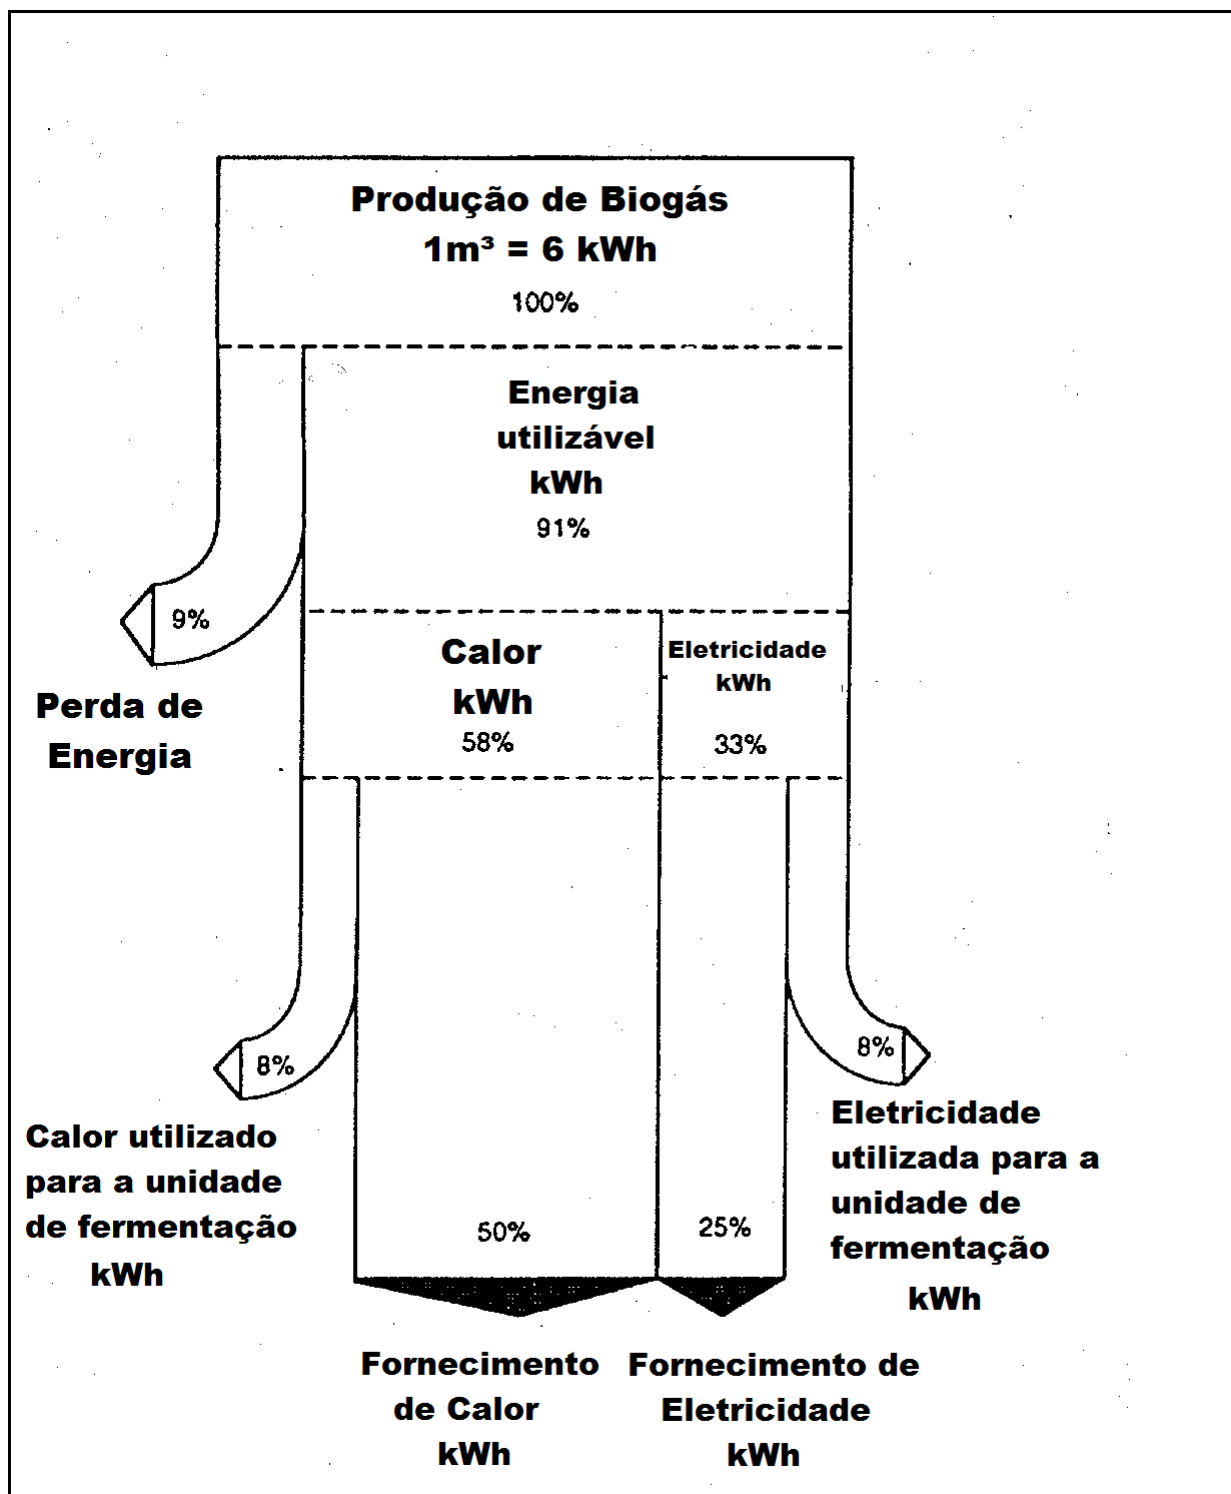 Produção de Biogás
1m³ = 6 kWh
100%
Energia
utilizável
kWh
91%
9%
Perda de
Energia
Calor
kWh
58%
Eletricidade
kWh
33%
8%
Calor utilizado
para a unidade
de fermentação
kWh
8%
Eletricidade
utilizada para a
unidade de
fermentação
kWh
50%
25%
Fornecimento
de Calor
kWh
Fornecimento de
Eletricidade
kWh